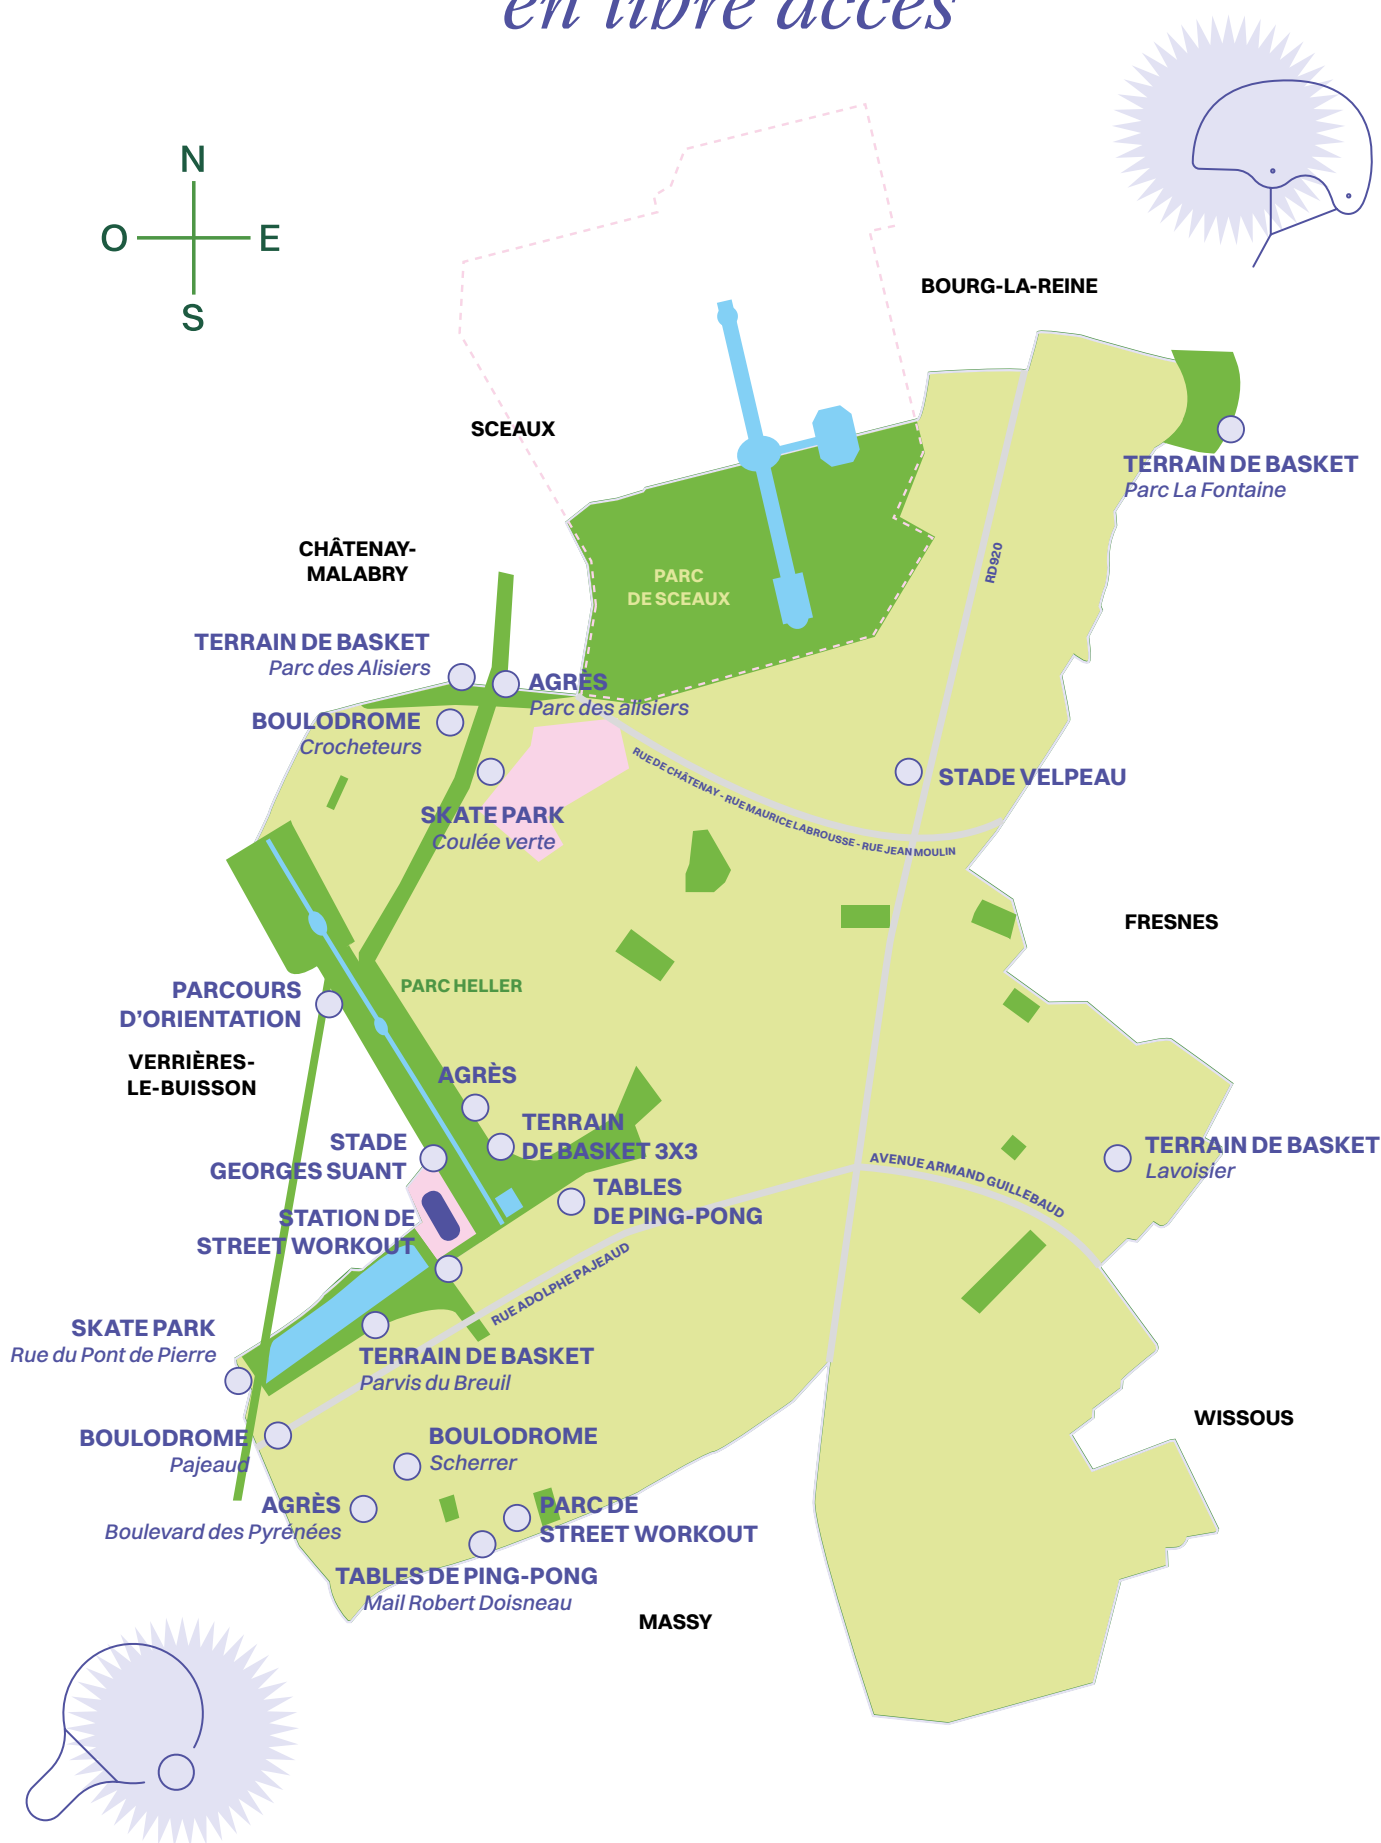 en libre accès
N
O
E
S
BOURG-LA-REINE
SCEAUX
TERRAIN DE BASKET
Parc La Fontaine
CHÂTENAY-
MALABRY
RD920
PARC
DE SCEAUX
TERRAIN DE BASKET
Parc des Alisiers
AGRÈS
Parc des alisiers
BOULODROME
Crocheteurs
RUE DE CHÂTENAY - RUE MAURICE LABROUSSE - RUE JEAN MOULIN
STADE VELPEAU
SKATE PARK
Coulée verte
FRESNES
PARCOURS
D'ORIENTATION
PARC HELLER
VERRIÈRES-
LE-BUISSON
AGRÈS
TERRAIN
DE BASKET 3X3
STADE
GEORGES SUANT
TERRAIN DE BASKET
Lavoisier
AVENUE ARMAND GUILLEBAUD
TABLES
DE PING-PONG
STATION DE
STREET WORKOUT
RUE ADOLPHE PAJEAUD
SKATE PARK
Rue du Pont de Pierre
TERRAIN DE BASKET
Parvis du Breuil
WISSOUS
BOULODROME
Pajeaud
BOULODROME
Scherrer
AGRÈS
Boulevard des Pyrénées
PARC DE
STREET WORKOUT
TABLES DE PING-PONG
Mail Robert Doisneau
MASSY